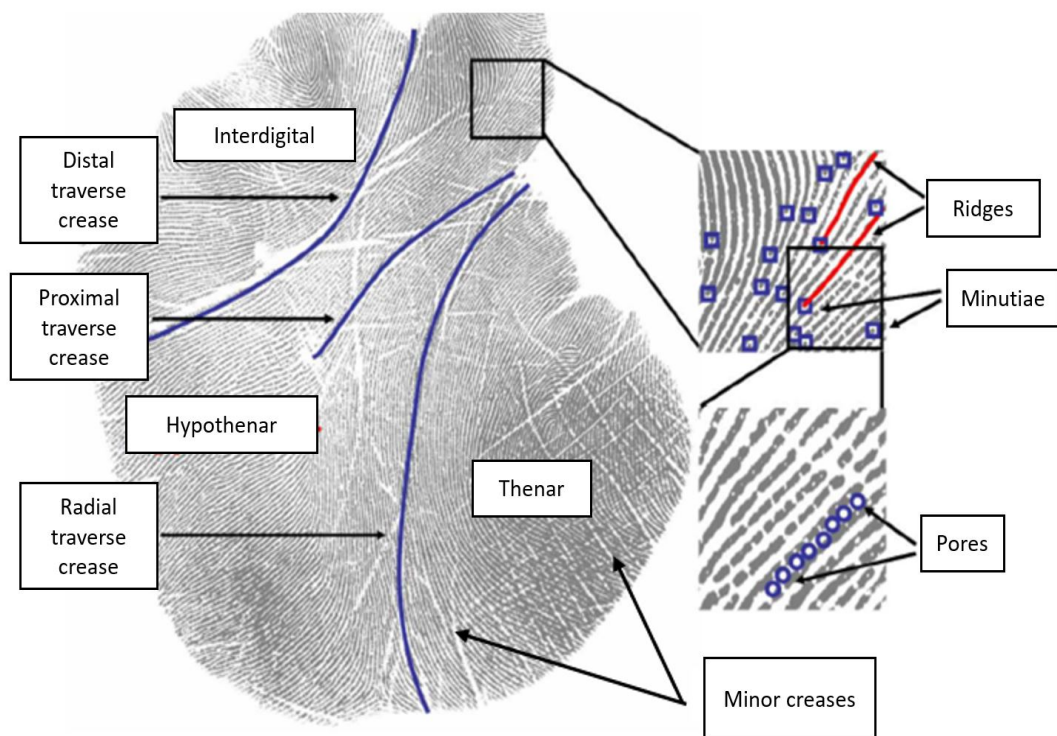 Interdigital
Distal
traverse
crease
Ridges
Proximal
traverse
crease
Minutiae
Hypothenar
Thenar
Radial
traverse
crease
Pores
Minor creases